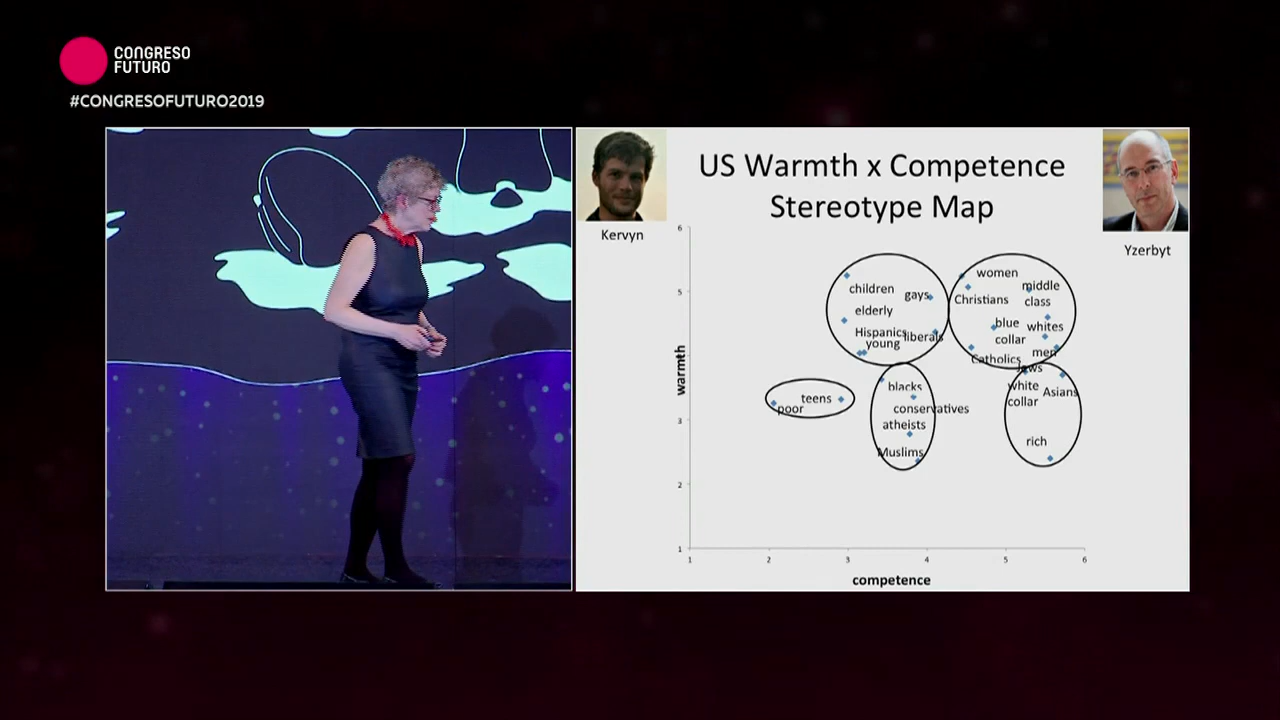 CONGRESO
FUTURO
#CONGRESOFUTURO2019
US Warmth x Competence
Stereotype Map
Kervyn
Yzerbyt
6
5
4
3
2
1
warmth
children
gays
elderly
Hispanics
liberals
young
women
middle
class
Christians
blue
collar
whites
men
Catholics
Jews
white
collar
Asians
rich
teens
poor
blacks
conservatives
atheists
Muslims
1
2
3
4
5
6
competence